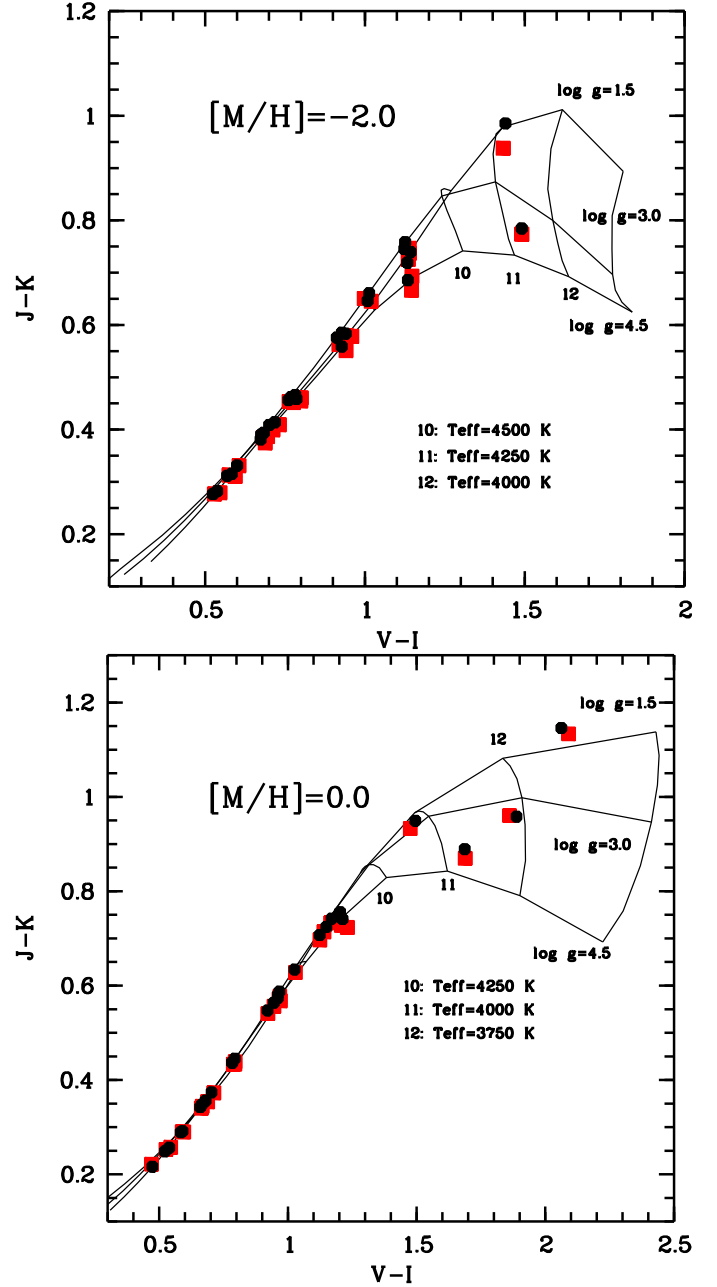 1.2
1
0.8
0.6
0.4
0.2
J-K
[M/H]=-2.0
log g=1.5
log g=3.0
log g=4.5
10
11
12
10: Teff=4500 K
11: Teff=4250 K
12: Teff=4000 K
0.5
1
1.5
2
V-I
1.2
1
0.8
0.6
0.4
0.2
J-K
[M/H]=0.0
log g=1.5
12
log g=3.0
10
11
log g=4.5
10: Teff=4250 K
11: Teff=4000 K
12: Teff=3750 K
0.5
1
1.5
2
2.5
V-I